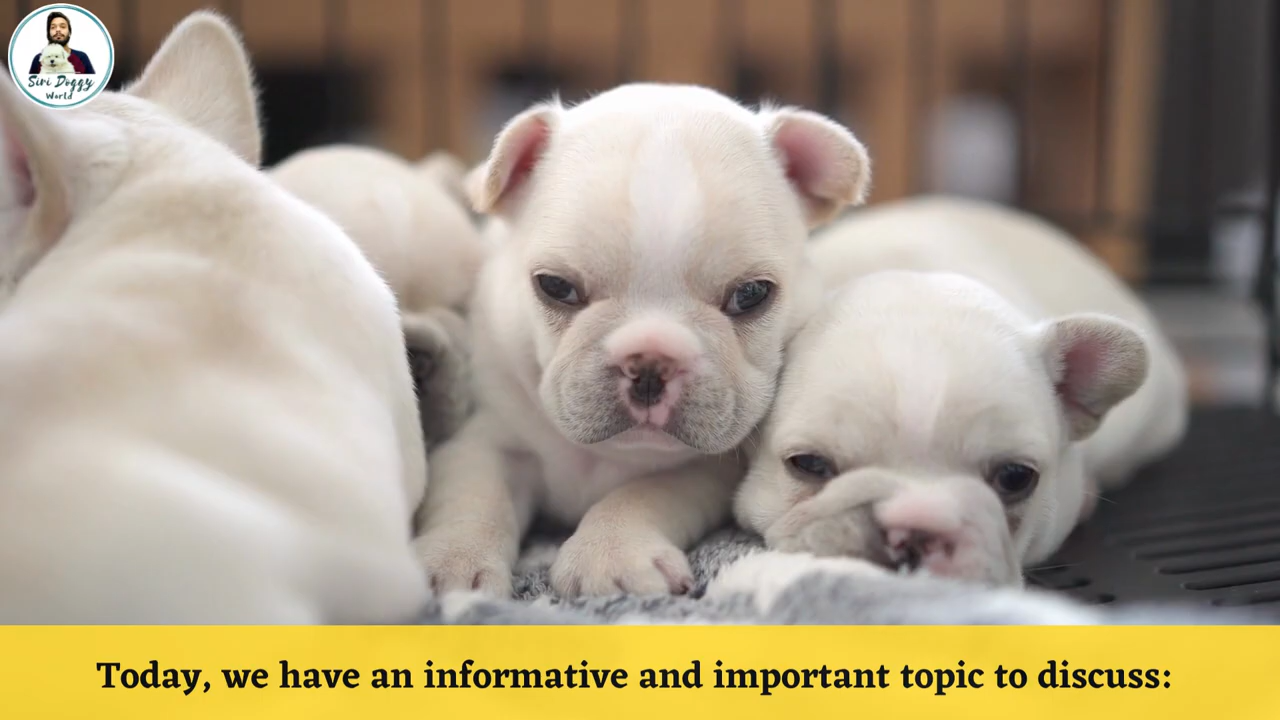 Siri Doggy
World
Today, we have an informative and important topic to discuss: